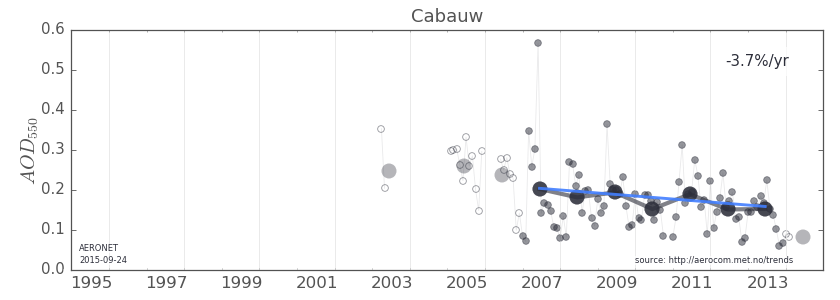 Cabauw
0.6
0.5
0.4
0.3
0.2
0.1
0.0
AOD550
-3.7%/yr
AERONET
2015-09-24
source: http://aerocom.met.no/trends
1995 1997 1999 2001 2003 2005 2007 2009 2011 2013